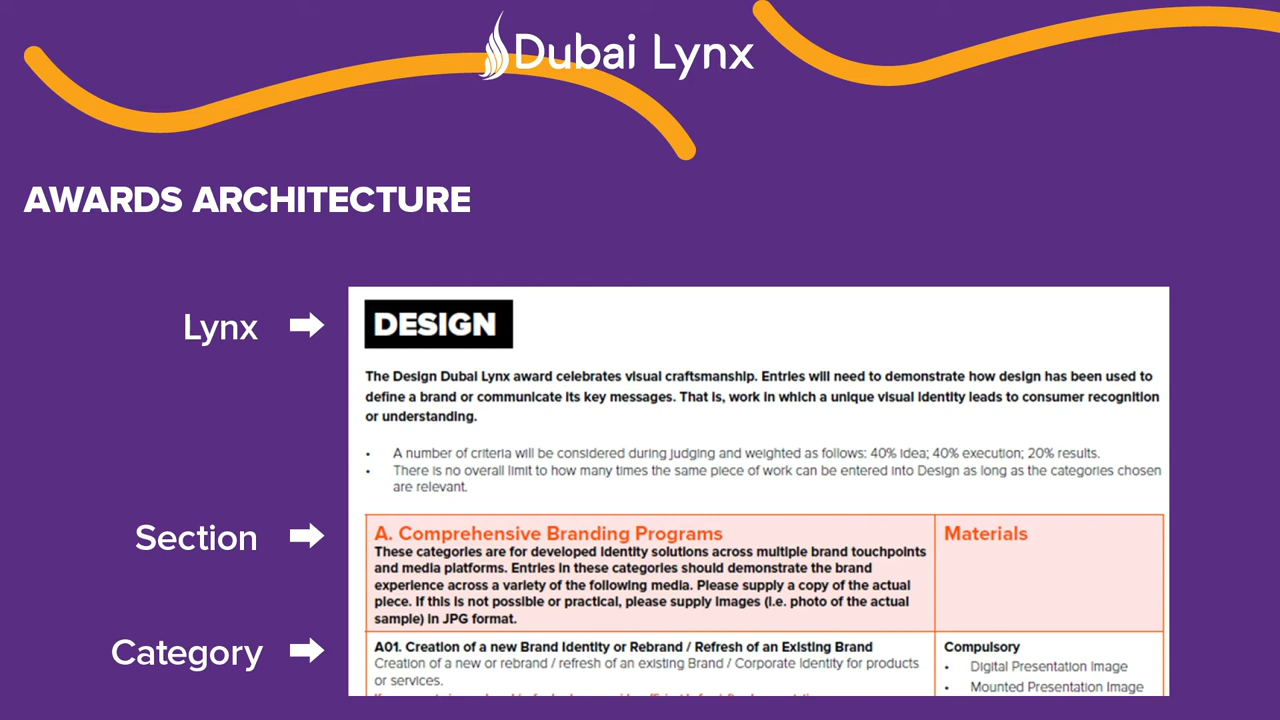 Dubai Lynx
AWARDS ARCHITECTURE
Lynx
DESIGN
The Design Dubai Lynx award celebrates visual craftsmanship. Entries will need to demonstrate how design has been used to
define a brand or communicate its key messages. That is, work in which a unique visual identity leads to consumer recognition
or understanding.
• A number of criteria will be considered during judging and weighted as follows: 40% idea; 40% execution; 20% results.
• There is no overall limit to how many times the same piece of work can be entered into Design as long as the categories chosen
are relevant.
Section
A. Comprehensive Branding Programs
These categories are for developed identity solutions across multiple brand touchpoints
and media platforms. Entries in these categories should demonstrate the brand
experience across a variety of the following media. Please supply a copy of the actual
piece. If this is not possible or practical, please supply images (i.e. photo of the actual
sample) in JPG format.
Materials
Category
A01. Creation of a new Brand Identity or Rebrand / Refresh of an Existing Brand
Creation of a new or rebrand / refresh of an existing Brand / Corporate Identity for products
or services.
Compulsory
• Digital Presentation Image
• Mounted Presentation Image